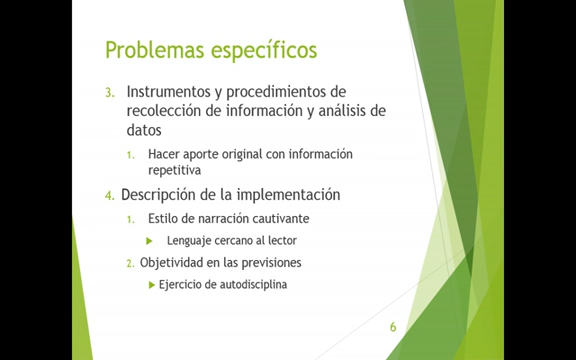 Problemas específicos
3. Instrumentos y procedimientos de
recolección de información y análisis de
datos
1. Hacer aporte original con información
repetitiva
4. Descripción de la implementación
1. Estilo de narración cautivante
Lenguaje cercano al lector
2. Objetividad en las previsiones
Ejercicio de autodisciplina
6